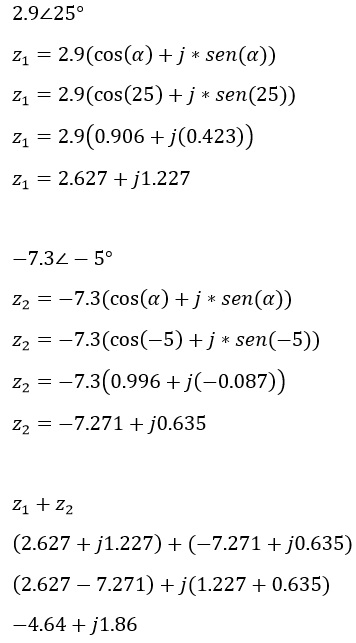 2.9∠25°
z₁ = 2.9(cos(α) + j * sen(α))
z₁ = 2.9(cos(25) + j * sen(25))
z₁ = 2.9(0.906 + j(0.423))
z₁ = 2.627 + j1.227
−7.3∠ − 5°
z₂ = −7.3(cos(α) + j * sen(α))
z₂ = −7.3(cos(−5) + j * sen(−5))
z₂ = −7.3(0.996 + j(−0.087))
z₂ = −7.271 + j0.635
z₁ + z₂
(2.627 + j1.227) + (−7.271 + j0.635)
(2.627 − 7.271) + j(1.227 + 0.635)
−4.64 + j1.86